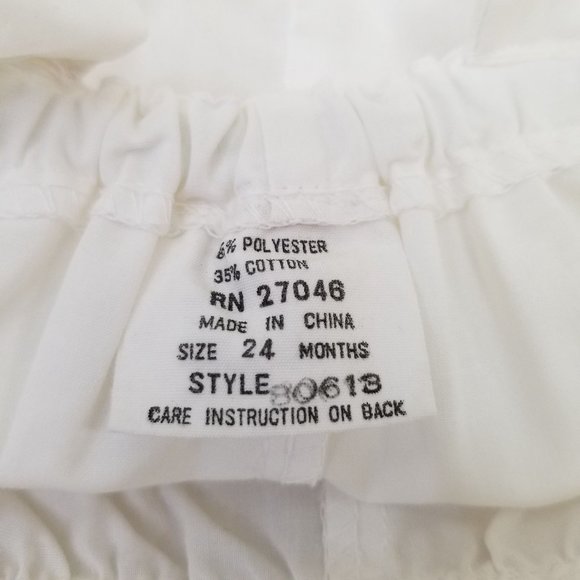 % POLYESTER
35% COTTON
RN 27046
MADE IN CHINA
SIZE 24 MONTHS
STYLE 80613
CARE INSTRUCTION ON BACK